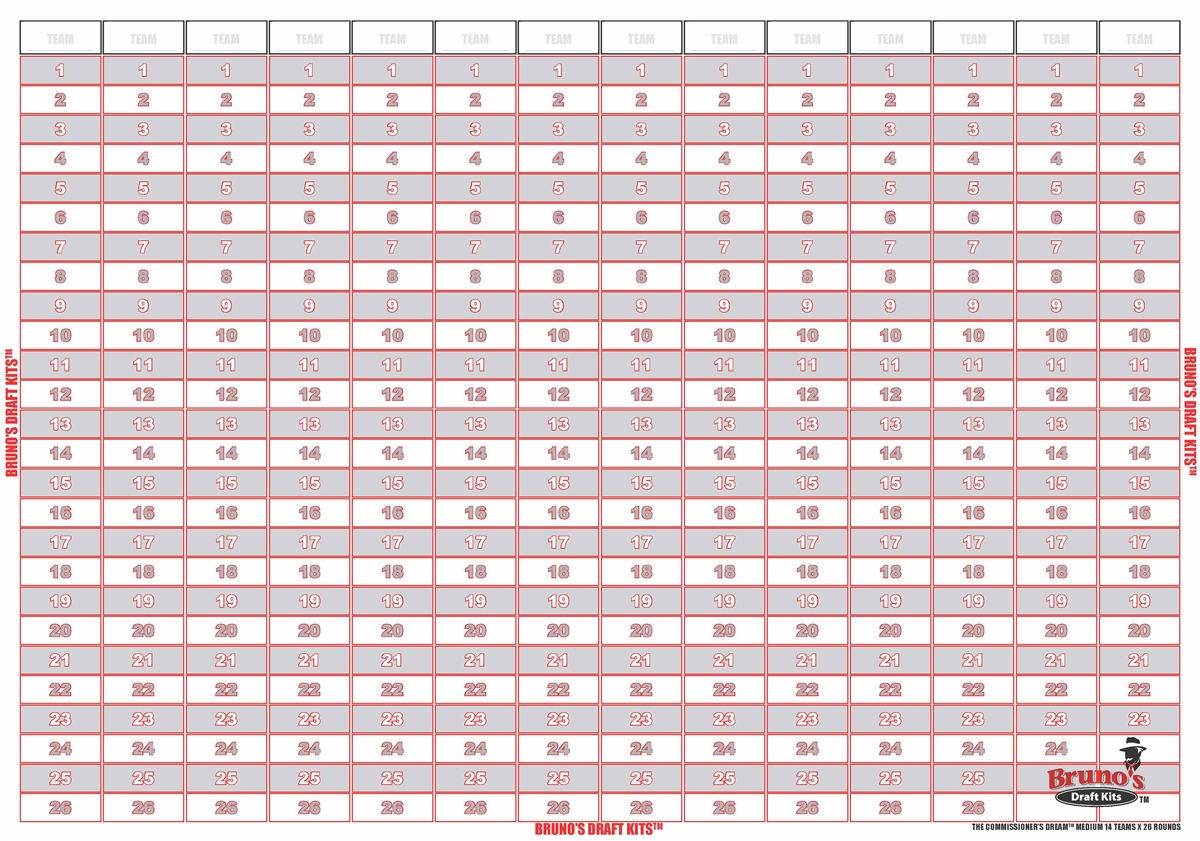 TEAM TEAM TEAM TEAM TEAM TEAM TEAM TEAM TEAM TEAM TEAM TEAM TEAM TEAM
1 1 1 1 1 1 1 1 1 1 1 1 1 1
2 2 2 2 2 2 2 2 2 2 2 2 2 2
3 3 3 3 3 3 3 3 3 3 3 3 3 3
4 4 4 4 4 4 4 4 4 4 4 4 4 4
5 5 5 5 5 5 5 5 5 5 5 5 5 5
6 6 6 6 6 6 6 6 6 6 6 6 6 6
7 7 7 7 7 7 7 7 7 7 7 7 7 7
8 8 8 8 8 8 8 8 8 8 8 8 8 8
9 9 9 9 9 9 9 9 9 9 9 9 9 9
10 10 10 10 10 10 10 10 10 10 10 10 10 10
11 11 11 11 11 11 11 11 11 11 11 11 11 11
12 12 12 12 12 12 12 12 12 12 12 12 12 12
13 13 13 13 13 13 13 13 13 13 13 13 13 13
14 14 14 14 14 14 14 14 14 14 14 14 14 14
15 15 15 15 15 15 15 15 15 15 15 15 15 15
16 16 16 16 16 16 16 16 16 16 16 16 16 16
17 17 17 17 17 17 17 17 17 17 17 17 17 17
18 18 18 18 18 18 18 18 18 18 18 18 18 18
19 19 19 19 19 19 19 19 19 19 19 19 19 19
20 20 20 20 20 20 20 20 20 20 20 20 20 20
21 21 21 21 21 21 21 21 21 21 21 21 21 21
22 22 22 22 22 22 22 22 22 22 22 22 22 22
23 23 23 23 23 23 23 23 23 23 23 23 23 23
24 24 24 24 24 24 24 24 24 24 24 24 24
25 25 25 25 25 25 25 25 25 25 25 25
26 26 26 26 26 26 26 26 26 26 26 26
BRUNO'S DRAFT KITS™
BRUNO'S DRAFT KITS™
Bruno's
Draft Kits ™
BRUNO'S DRAFT KITS™
THE COMMISSIONER'S DREAM™ MEDIUM 14 TEAMS X 26 ROUNDS